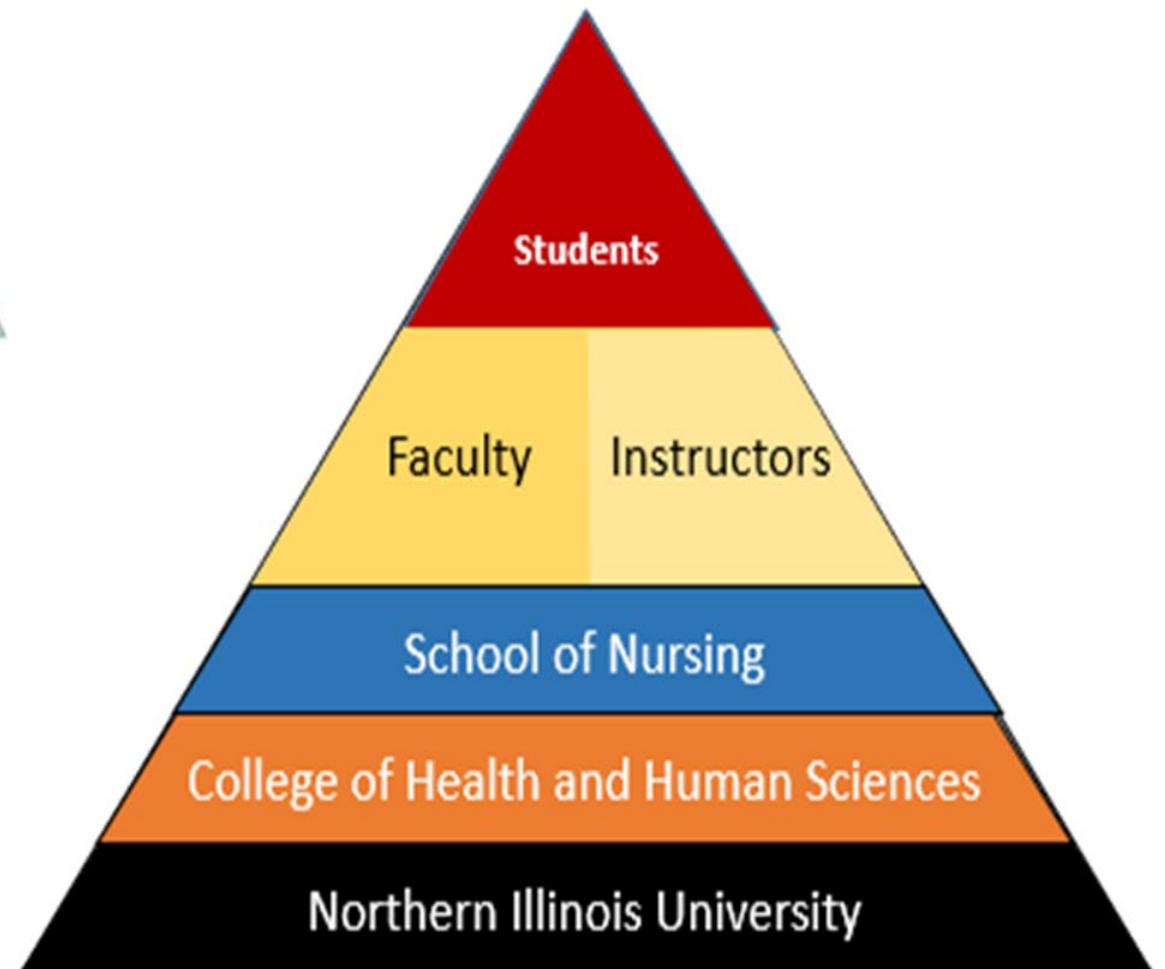 Students
Faculty Instructors
School of Nursing
College of Health and Human Sciences
Northern Illinois University